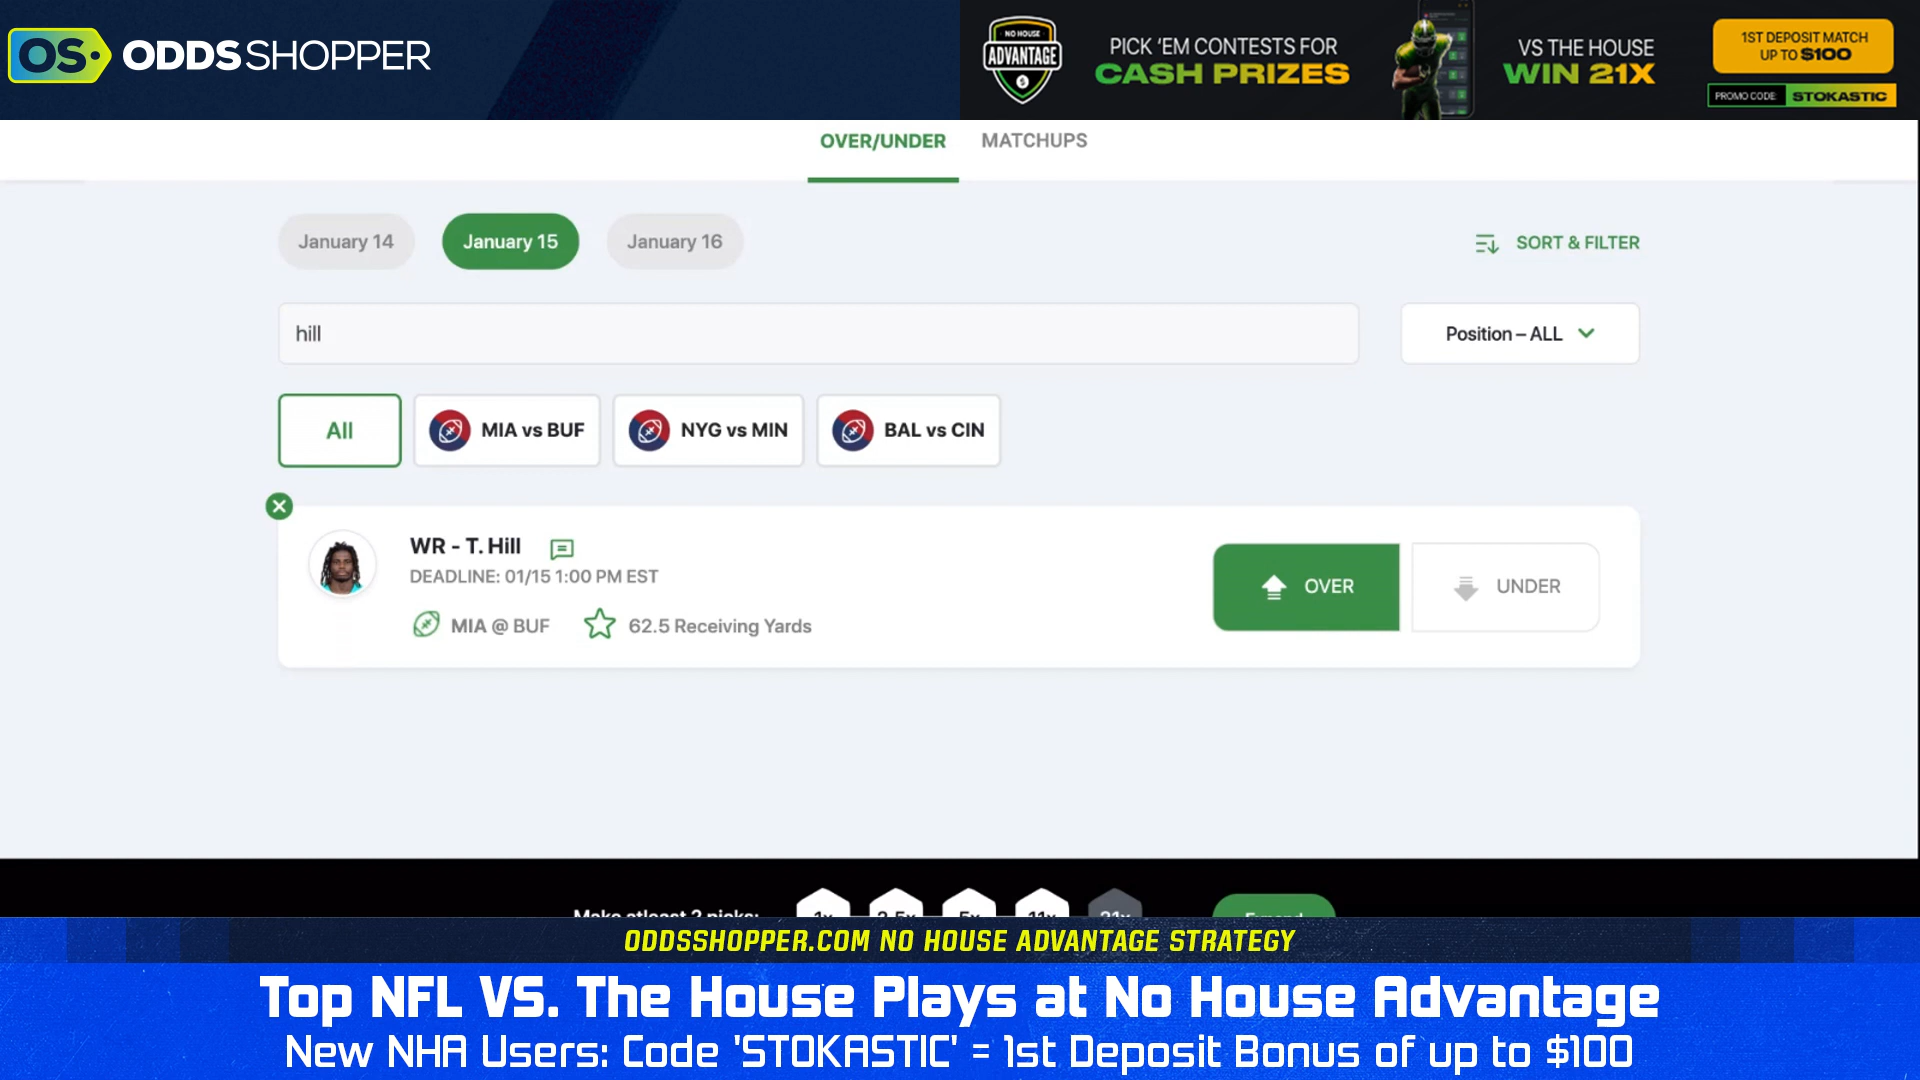 OS
ODDSSHOPPER
NO HOUSE
ADVANTAGE
PICK 'EM CONTESTS FOR
CASH PRIZES
VS THE HOUSE
WIN 21X
1ST DEPOSIT MATCH
UP TO $100
PROMO CODE STOKASTIC
OVER/UNDER MATCHUPS
January 14 January 15 January 16 SORT & FILTER
hill Position – ALL
All MIA vs BUF NYG vs MIN BAL vs CIN
WR - T. Hill
DEADLINE: 01/15 1:00 PM EST
MIA @ BUF 62.5 Receiving Yards
OVER UNDER
Make atleast 2 picks:
ODDSSHOPPER.COM NO HOUSE ADVANTAGE STRATEGY
Top NFL VS. The House Plays at No House Advantage
New NHA Users: Code 'STOKASTIC' = 1st Deposit Bonus of up to $100